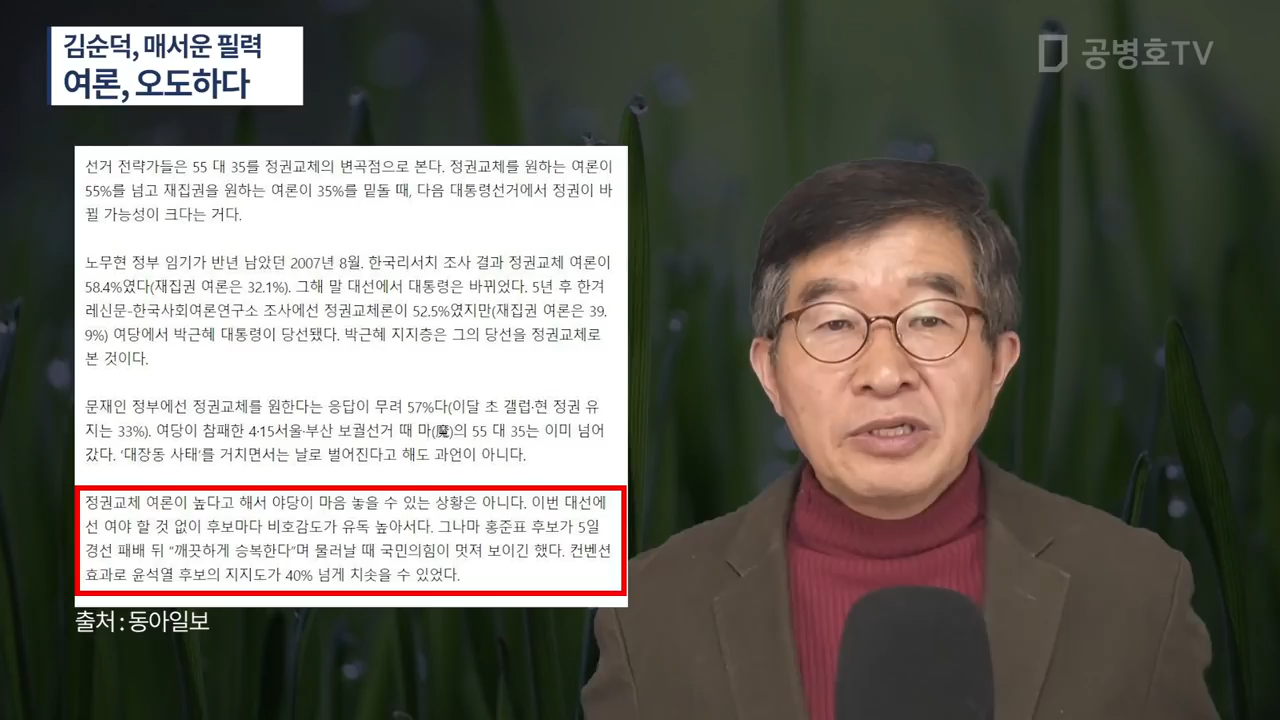 김순덕, 매서운 필력
여론, 오도하다
공병호TV
선거 전략가들은 55 대 35를 정권교체의 변곡점으로 본다. 정권교체를 원하는 여론이
55%를 넘고 재집권을 원하는 여론이 35%를 밑돌 때, 다음 대통령선거에서 정권이 바
뀔 가능성이 크다는 거다.
노무현 정부 임기가 반년 남았던 2007년 8월. 한국리서치 조사 결과 정권교체 여론이
58.4%였다(재집권 여론은 32.1%). 그해 말 대선에서 대통령은 바뀌었다. 5년 후 한겨
레신문-한국사회여론연구소 조사에선 정권교체론이 52.5%였지만(재집권 여론은 39.
9%) 여당에서 박근혜 대통령이 당선됐다. 박근혜 지지층은 그의 당선을 정권교체로
본 것이다.
문재인 정부에선 정권교체를 원한다는 응답이 무려 57%다(이달 초 갤럽·현 정권 유
지는 33%). 여당이 참패한 4·15서울·부산 보궐선거 때 마(魔)의 55 대 35는 이미 넘어
갔다. ‘대장동 사태’를 거치면서는 날로 벌어진다고 해도 과언이 아니다.
정권교체 여론이 높다고 해서 야당이 마음 놓을 수 있는 상황은 아니다. 이번 대선에
선 여야 할 것 없이 후보마다 비호감도가 유독 높아서다. 그나마 홍준표 후보가 5일
경선 패배 뒤 “깨끗하게 승복한다”며 물러날 때 국민의힘이 멋져 보이긴 했다. 컨벤션
효과로 윤석열 후보의 지지도가 40% 넘게 치솟을 수 있었다.
출처 : 동아일보